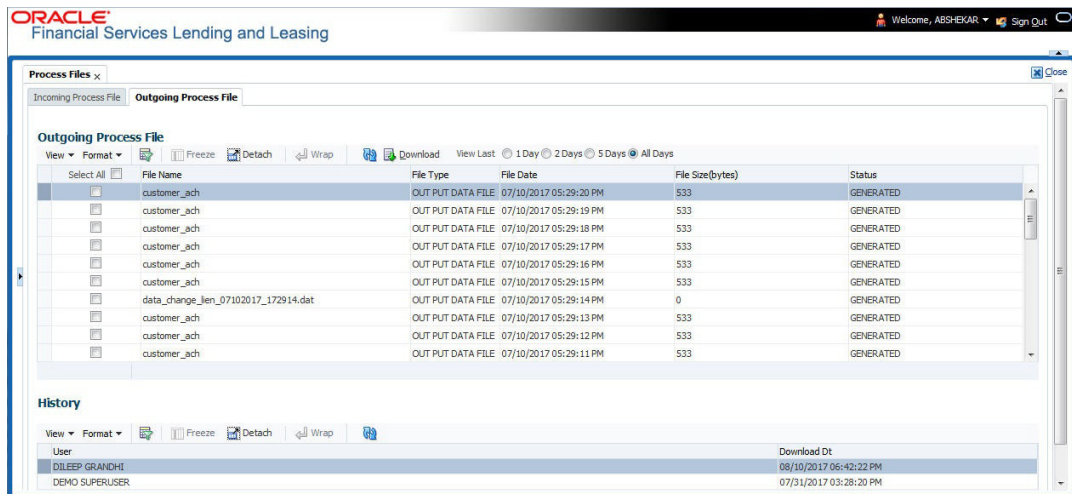 ORACLE
Financial Services Lending and Leasing
Welcome, ABSHEKAR Sign Out
Process Files Close
Incoming Process File Outgoing Process File
Outgoing Process File
View Format Freeze Detach Wrap Download View Last 1 Day 2 Days 5 Days All Days
Select All File Name File Type File Date File Size(bytes) Status
customer_ach OUT PUT DATA FILE 07/10/2017 05:29:20 PM 533 GENERATED
customer_ach OUT PUT DATA FILE 07/10/2017 05:29:19 PM 533 GENERATED
customer_ach OUT PUT DATA FILE 07/10/2017 05:29:18 PM 533 GENERATED
customer_ach OUT PUT DATA FILE 07/10/2017 05:29:17 PM 533 GENERATED
customer_ach OUT PUT DATA FILE 07/10/2017 05:29:16 PM 533 GENERATED
customer_ach OUT PUT DATA FILE 07/10/2017 05:29:15 PM 533 GENERATED
data_change_lien_07102017_172914.dat OUT PUT DATA FILE 07/10/2017 05:29:14 PM 0 GENERATED
customer_ach OUT PUT DATA FILE 07/10/2017 05:29:13 PM 533 GENERATED
customer_ach OUT PUT DATA FILE 07/10/2017 05:29:12 PM 533 GENERATED
customer_ach OUT PUT DATA FILE 07/10/2017 05:29:11 PM 533 GENERATED
History
View Format Freeze Detach Wrap
User Download Dt
DILEEP GRANDHI 08/10/2017 06:42:22 PM
DEMO SUPERUSER 07/31/2017 03:28:20 PM